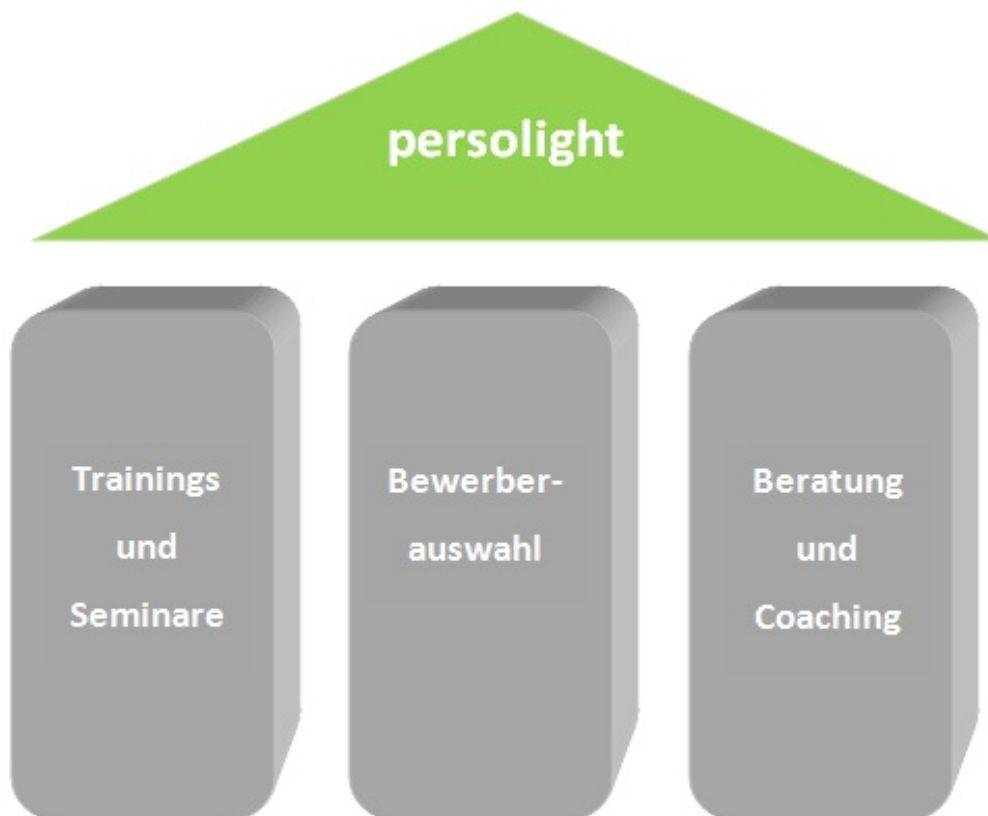 persolight
Trainings
und
Seminare
Bewerber-
auswahl
Beratung
und
Coaching